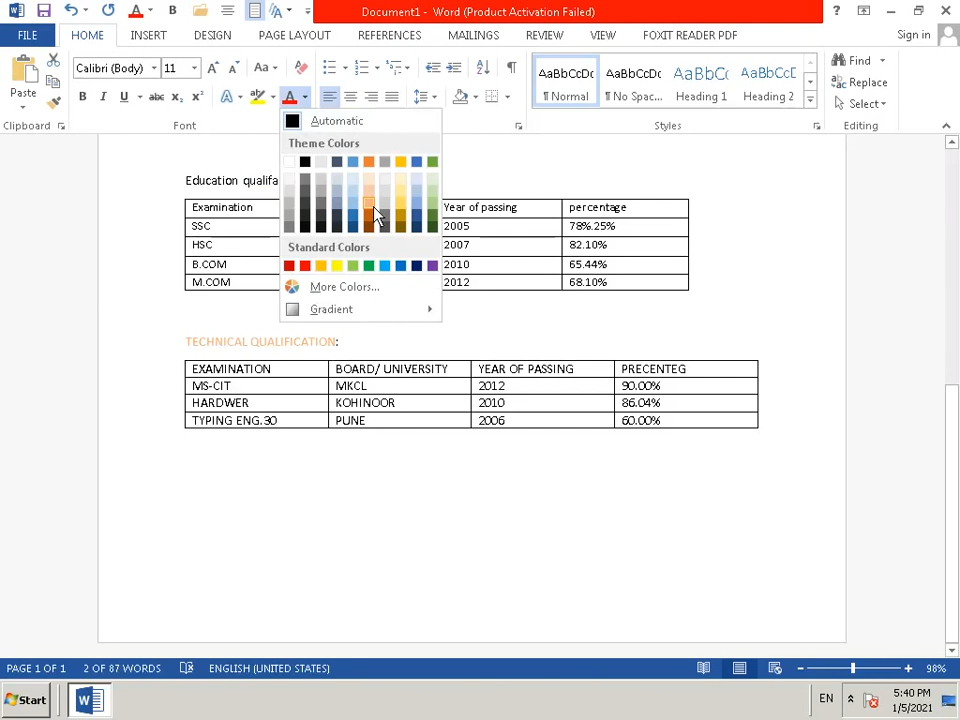 Document1 - Word (Product Activation Failed)
Sign in
FILE HOME INSERT DESIGN PAGE LAYOUT REFERENCES MAILINGS REVIEW VIEW FOXIT READER PDF
Paste
Calibri (Body) 11
AaBbCcDc AaBbCcDc AaBbCc AaBbCcD
¶ Normal ¶ No Spac... Heading 1 Heading 2
Find
Replace
Select
Clipboard Font Styles Editing
Automatic
Theme Colors
Standard Colors
More Colors...
Gradient
Education qualifa
Examination Year of passing percentage
SSC 2005 78%.25%
HSC 2007 82.10%
B.COM 2010 65.44%
M.COM 2012 68.10%
TECHNICAL QUALIFICATION:
EXAMINATION BOARD/ UNIVERSITY YEAR OF PASSING PRECENTEG
MS-CIT MKCL 2012 90.00%
HARDWER KOHINOOR 2010 86.04%
TYPING ENG.30 PUNE 2006 60.00%
PAGE 1 OF 1 2 OF 87 WORDS ENGLISH (UNITED STATES) 98%
Start EN 5:40 PM
1/5/2021